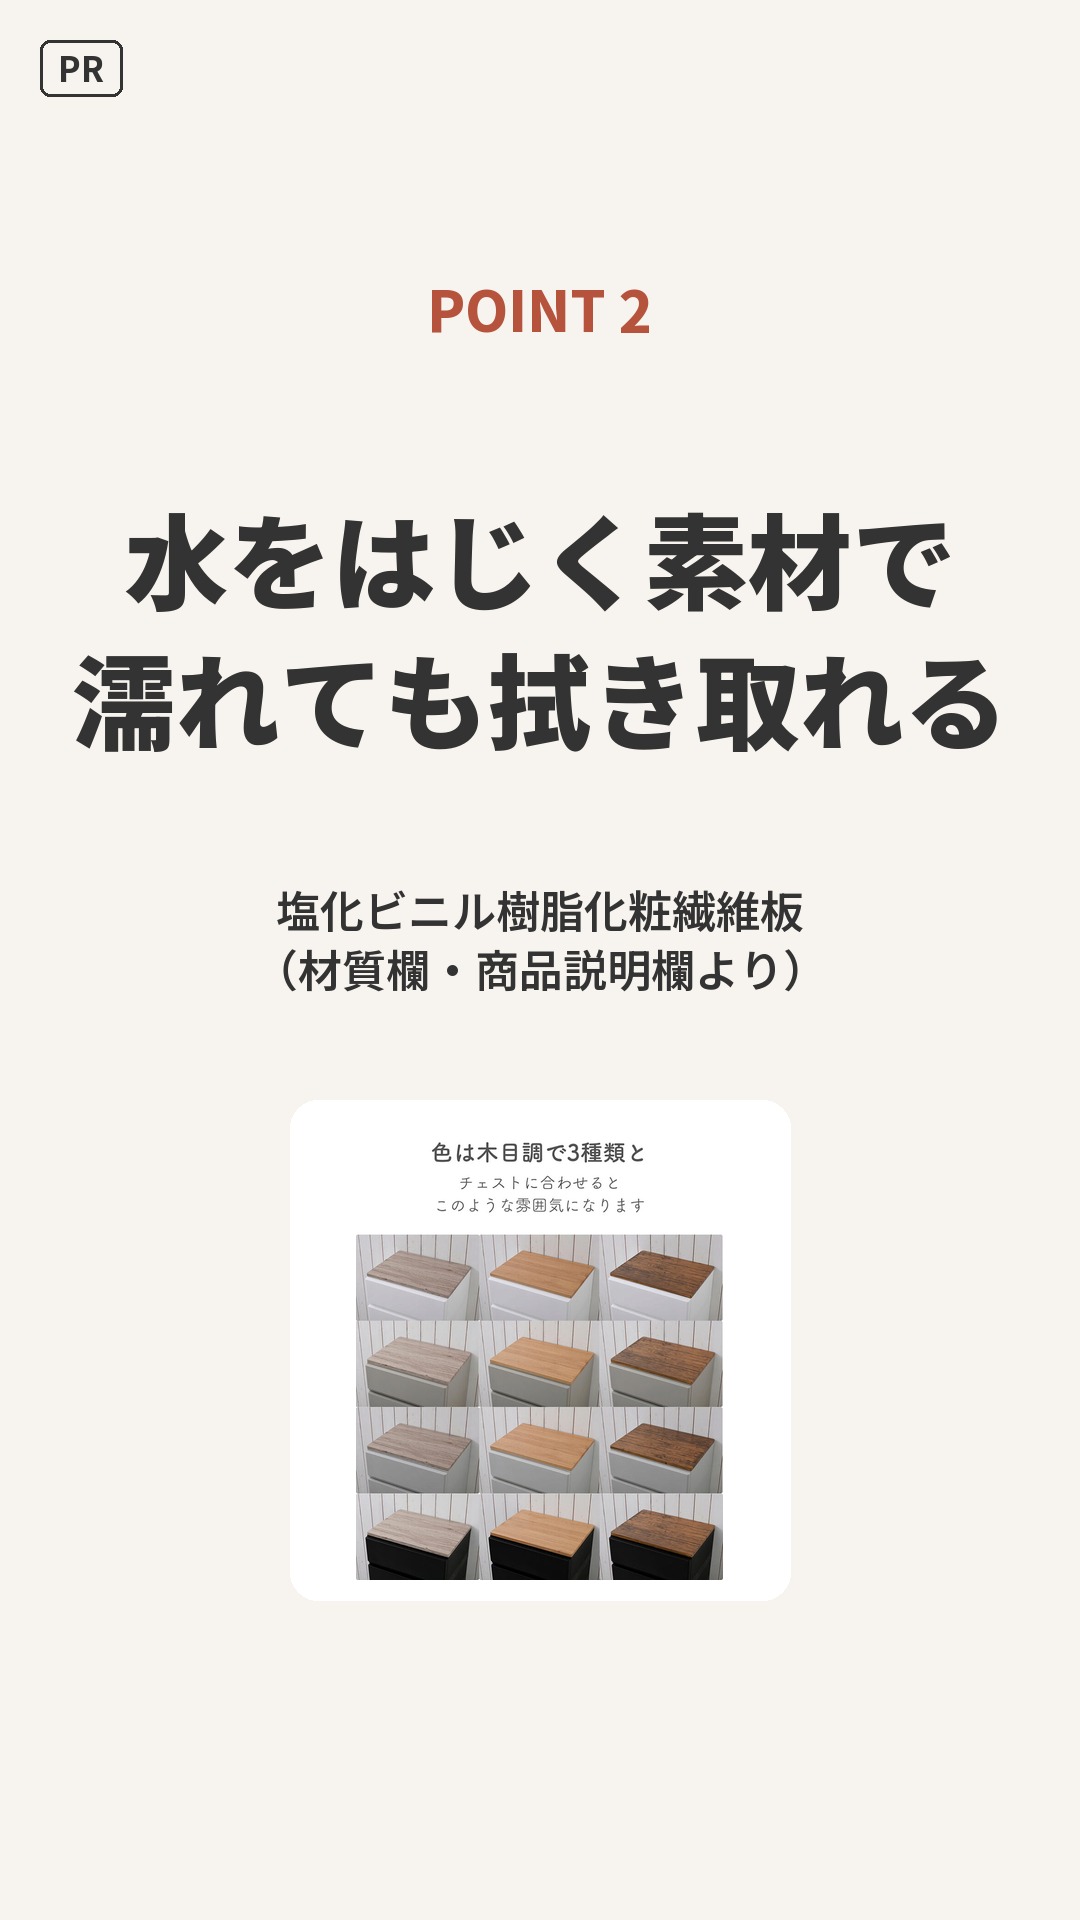 PR
POINT 2
水をはじく素材で
濡れても拭き取れる
塩化ビニル樹脂化粧繊維板
（材質欄・商品説明欄より）
色は木目調で3種類と
チェストに合わせると
このような雰囲気になります